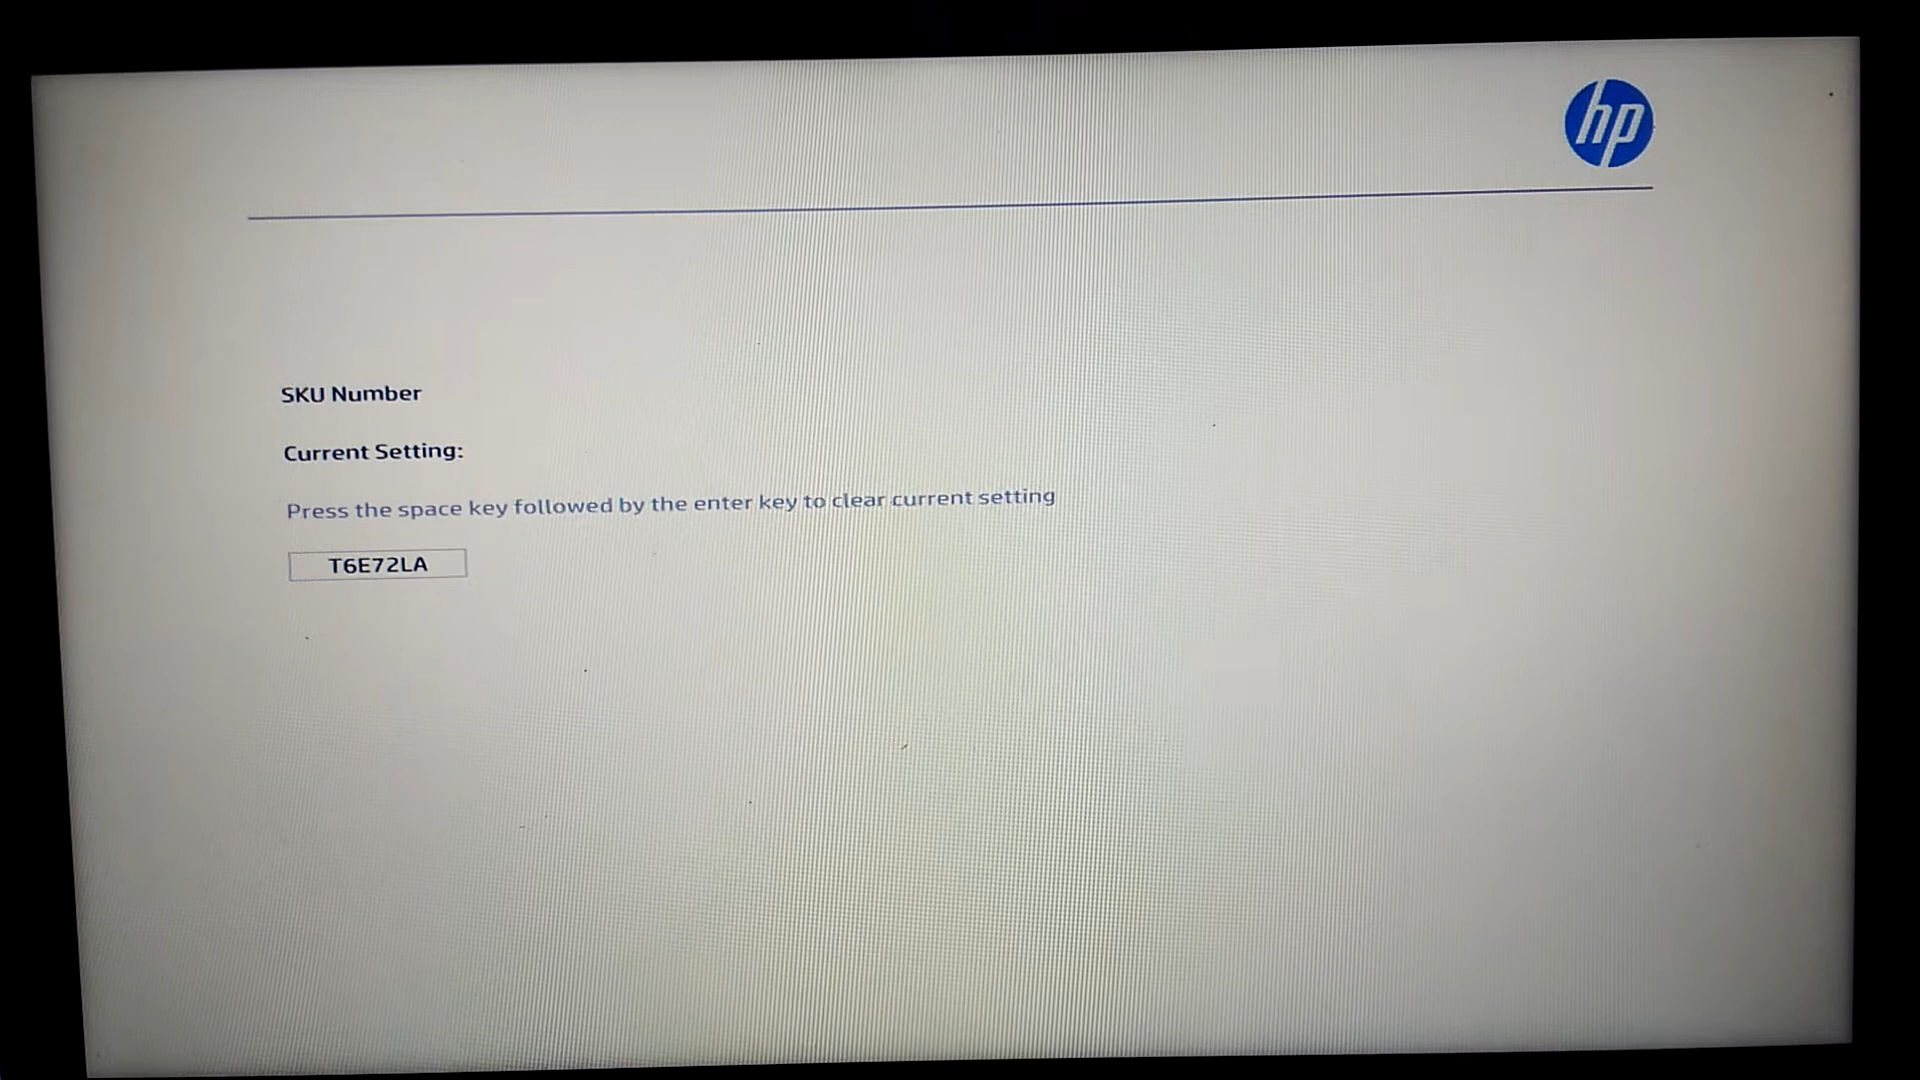 hp
SKU Number
Current Setting:
Press the space key followed by the enter key to clear current setting
T6E72LA